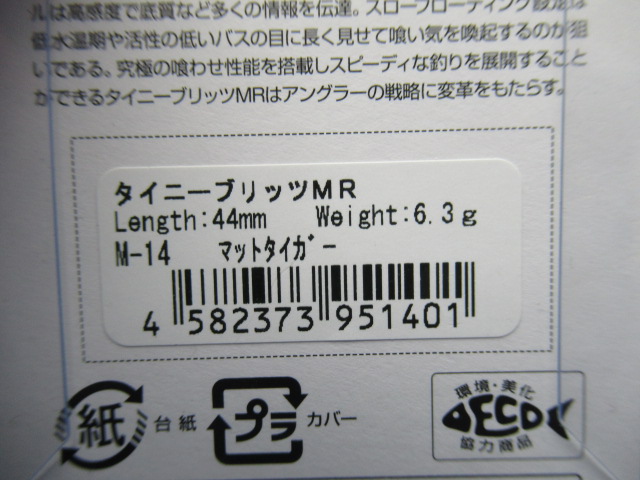 ルは高感度で底質など多くの情報を伝達。スローフローティング設定は
低水温期や活性の低いバスの目に長く見せて喰い気を喚起するのが狙
いである。究極の喰わせ性能を搭載しスピーディな釣りを展開すること
ができるタイニーブリッツMRはアングラーの戦略に変革をもたらす。
タイニーブリッツMR
Length:44mm Weight:6.3g
M-14 マットタイガー
4 582373 951401
紙 台紙 プラ カバー
環境・美化
DECOY
協力商品